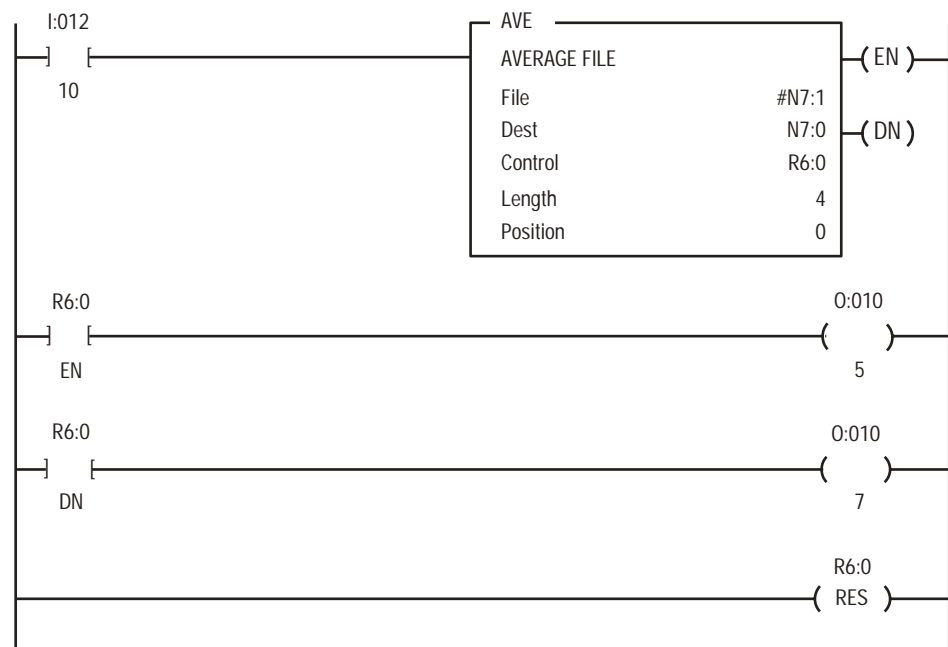 I:012
10
AVE
AVERAGE FILE
File #N7:1
Dest N7:0
Control R6:0
Length 4
Position 0
EN
DN
R6:0
EN
O:010
5
R6:0
DN
O:010
7
R6:0
RES